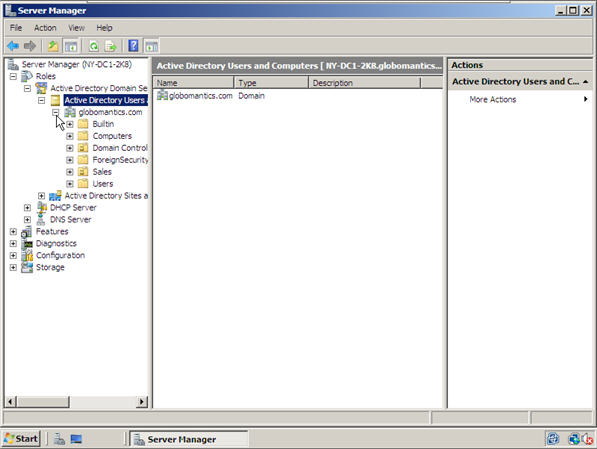 Server Manager
File Action View Help
Server Manager (NY-DC1-2K8)
Roles
Active Directory Domain Se
Active Directory Users a
globomantics.com
Builtin
Computers
Domain Control
ForeignSecurity
Sales
Users
Active Directory Sites a
DHCP Server
DNS Server
Features
Diagnostics
Configuration
Storage
Active Directory Users and Computers [ NY-DC1-2K8.globomantics...
Name Type Description
globomantics.com Domain
Actions
Active Directory Users and C...
More Actions
Start Server Manager